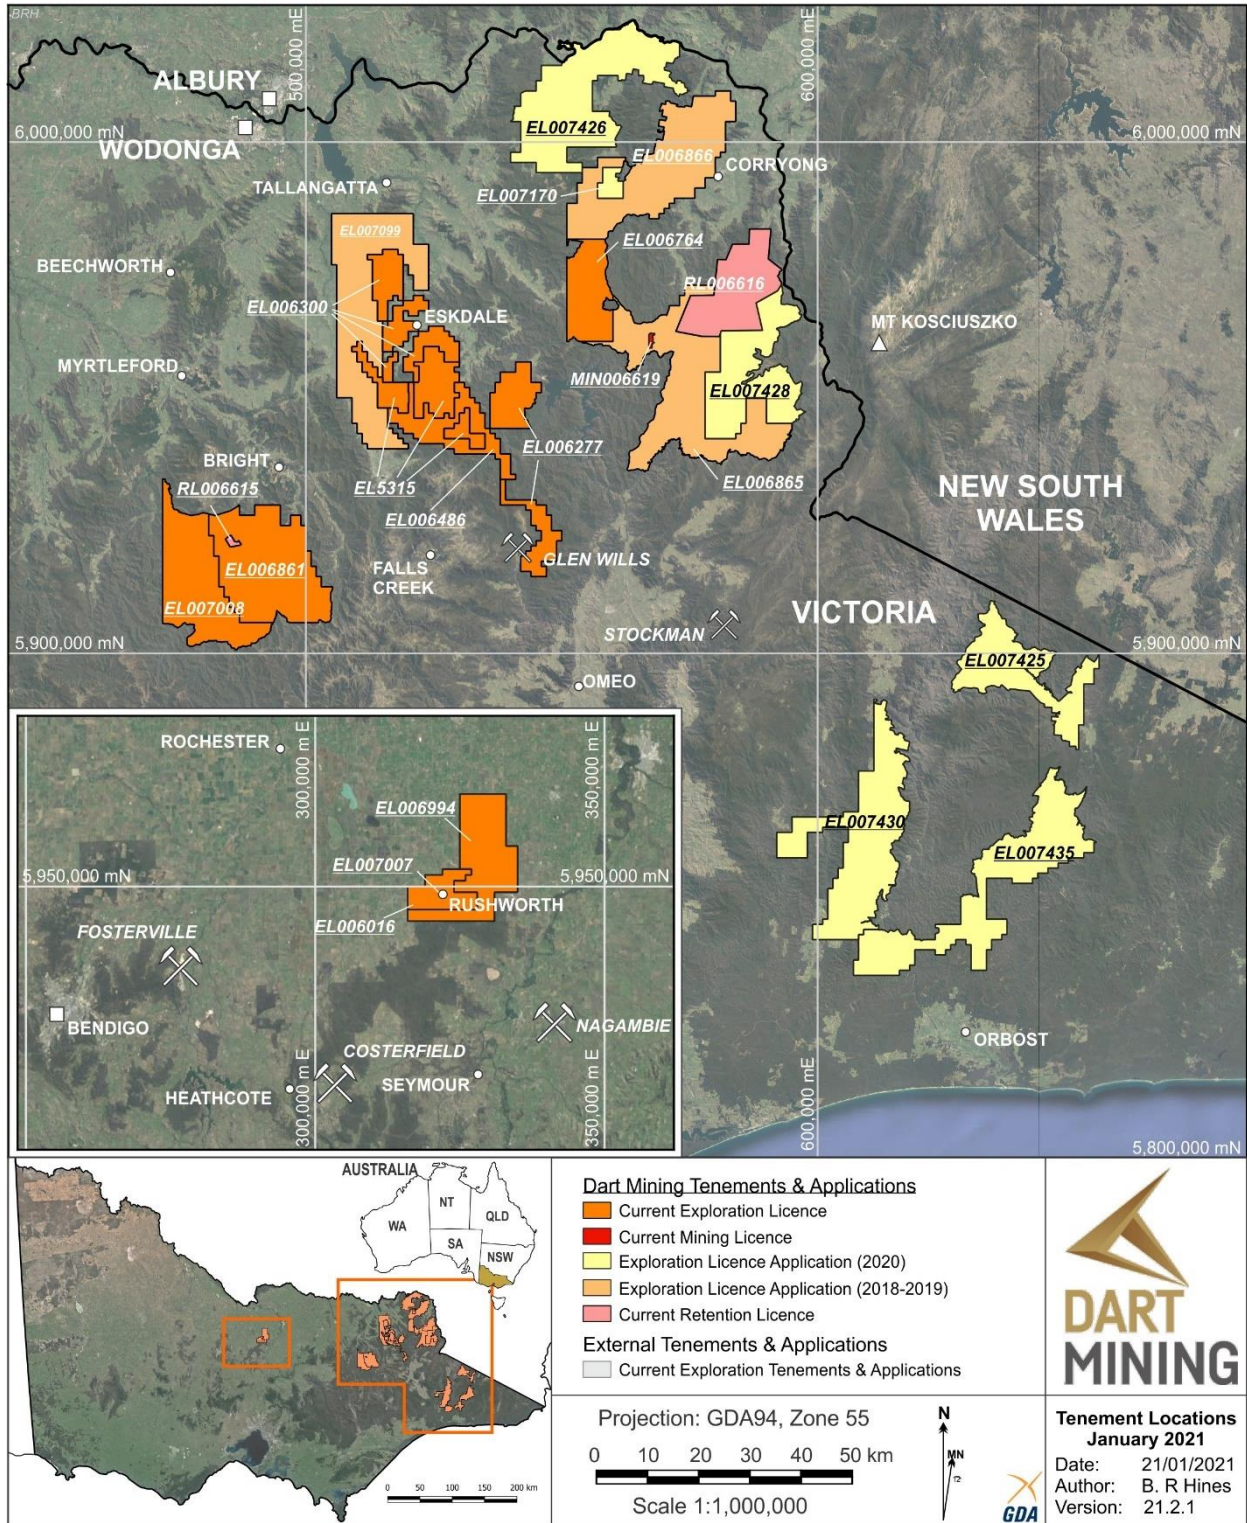 BRH
500,000 mE
600,000 mE
ALBURY
6,000,000 mN
EL007426
6,000,000 mN
WODONGA
EL006866
CORRYONG
TALLANGATTA
EL007170
EL007099
EL006764
BEECHWORTH
RL006616
EL006300
ESKDALE
MT KOSCIUSZKO
MYRTLEFORD
MIN006619
EL007428
EL006277
BRIGHT
RL006615
EL5315
EL006865
NEW SOUTH
WALES
EL006486
EL006861
FALLS
CREEK
GLEN WILLS
EL007008
STOCKMAN
VICTORIA
5,900,000 mN
5,900,000 mN
EL007425
OMEO
ROCHESTER
300,000 m E
350,000 m E
EL006994
EL007430
EL007435
EL007007
5,950,000 mN
5,950,000 mN
RUSHWORTH
EL006016
FOSTERVILLE
BENDIGO
NAGAMBIE
ORBOST
COSTERFIELD
SEYMOUR
HEATHCOTE
300,000 m E
350,000 m E
600,000 mE
5,800,000 mN
AUSTRALIA
NT
QLD
WA
SA
NSW
0 50 100 150 200 km
Dart Mining Tenements & Applications
Current Exploration Licence
Current Mining Licence
Exploration Licence Application (2020)
Exploration Licence Application (2018-2019)
Current Retention Licence
External Tenements & Applications
Current Exploration Tenements & Applications
DART
MINING
Projection: GDA94, Zone 55
0 10 20 30 40 50 km
Scale 1:1,000,000
N
MN
GDA
Tenement Locations
January 2021
Date: 21/01/2021
Author: B. R Hines
Version: 21.2.1